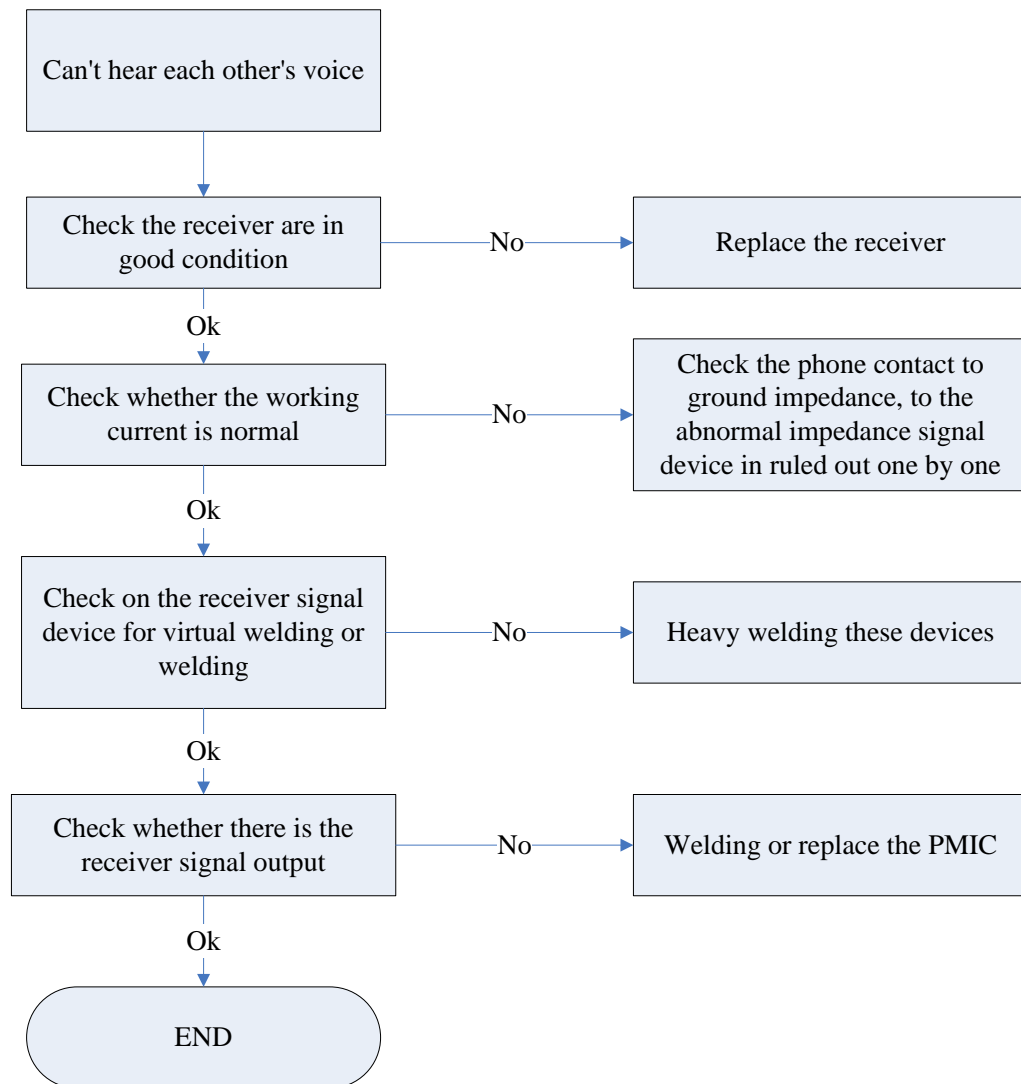 Can't hear each other's voice
Check the receiver are in
good condition
No
Replace the receiver
Ok
Check whether the working
current is normal
No
Check the phone contact to
ground impedance, to the
abnormal impedance signal
device in ruled out one by one
Ok
Check on the receiver signal
device for virtual welding or
welding
No
Heavy welding these devices
Ok
Check whether there is the
receiver signal output
No
Welding or replace the PMIC
Ok
END